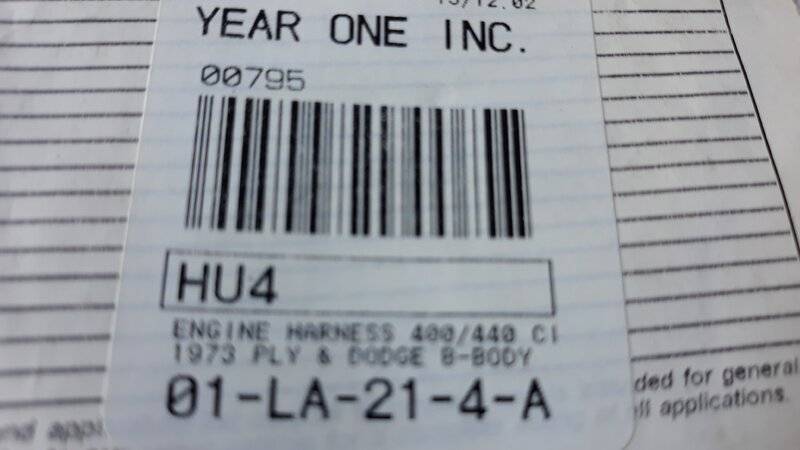 YEAR ONE INC.
00795
HU4
ENGINE HARNESS 400/440 CI
1973 PLY & DODGE B-BODY
01-LA-21-4-A
ded for general
applications.